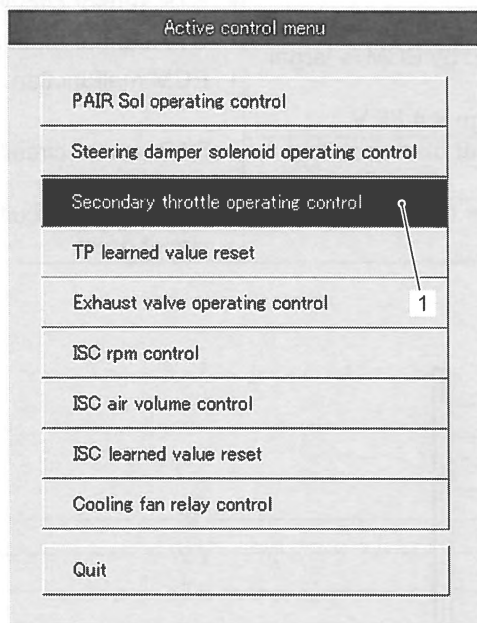 Active control menu
PAIR Sol operating control
Steering damper solenoid operating control
Secondary throttle operating control
TP learned value reset
Exhaust valve operating control
1
ISC rpm control
ISC air volume control
ISC learned value reset
Cooling fan relay control
Quit